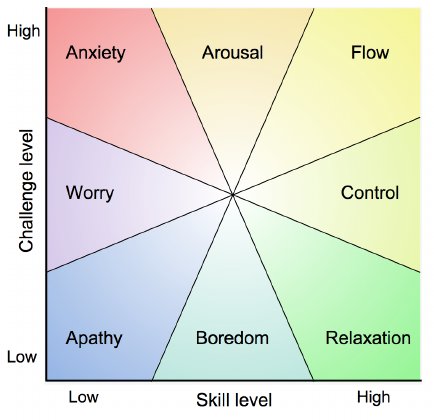 High
Anxiety
Arousal
Flow
Challenge level
Worry
Control
Apathy
Boredom
Relaxation
Low
Low
Skill level
High